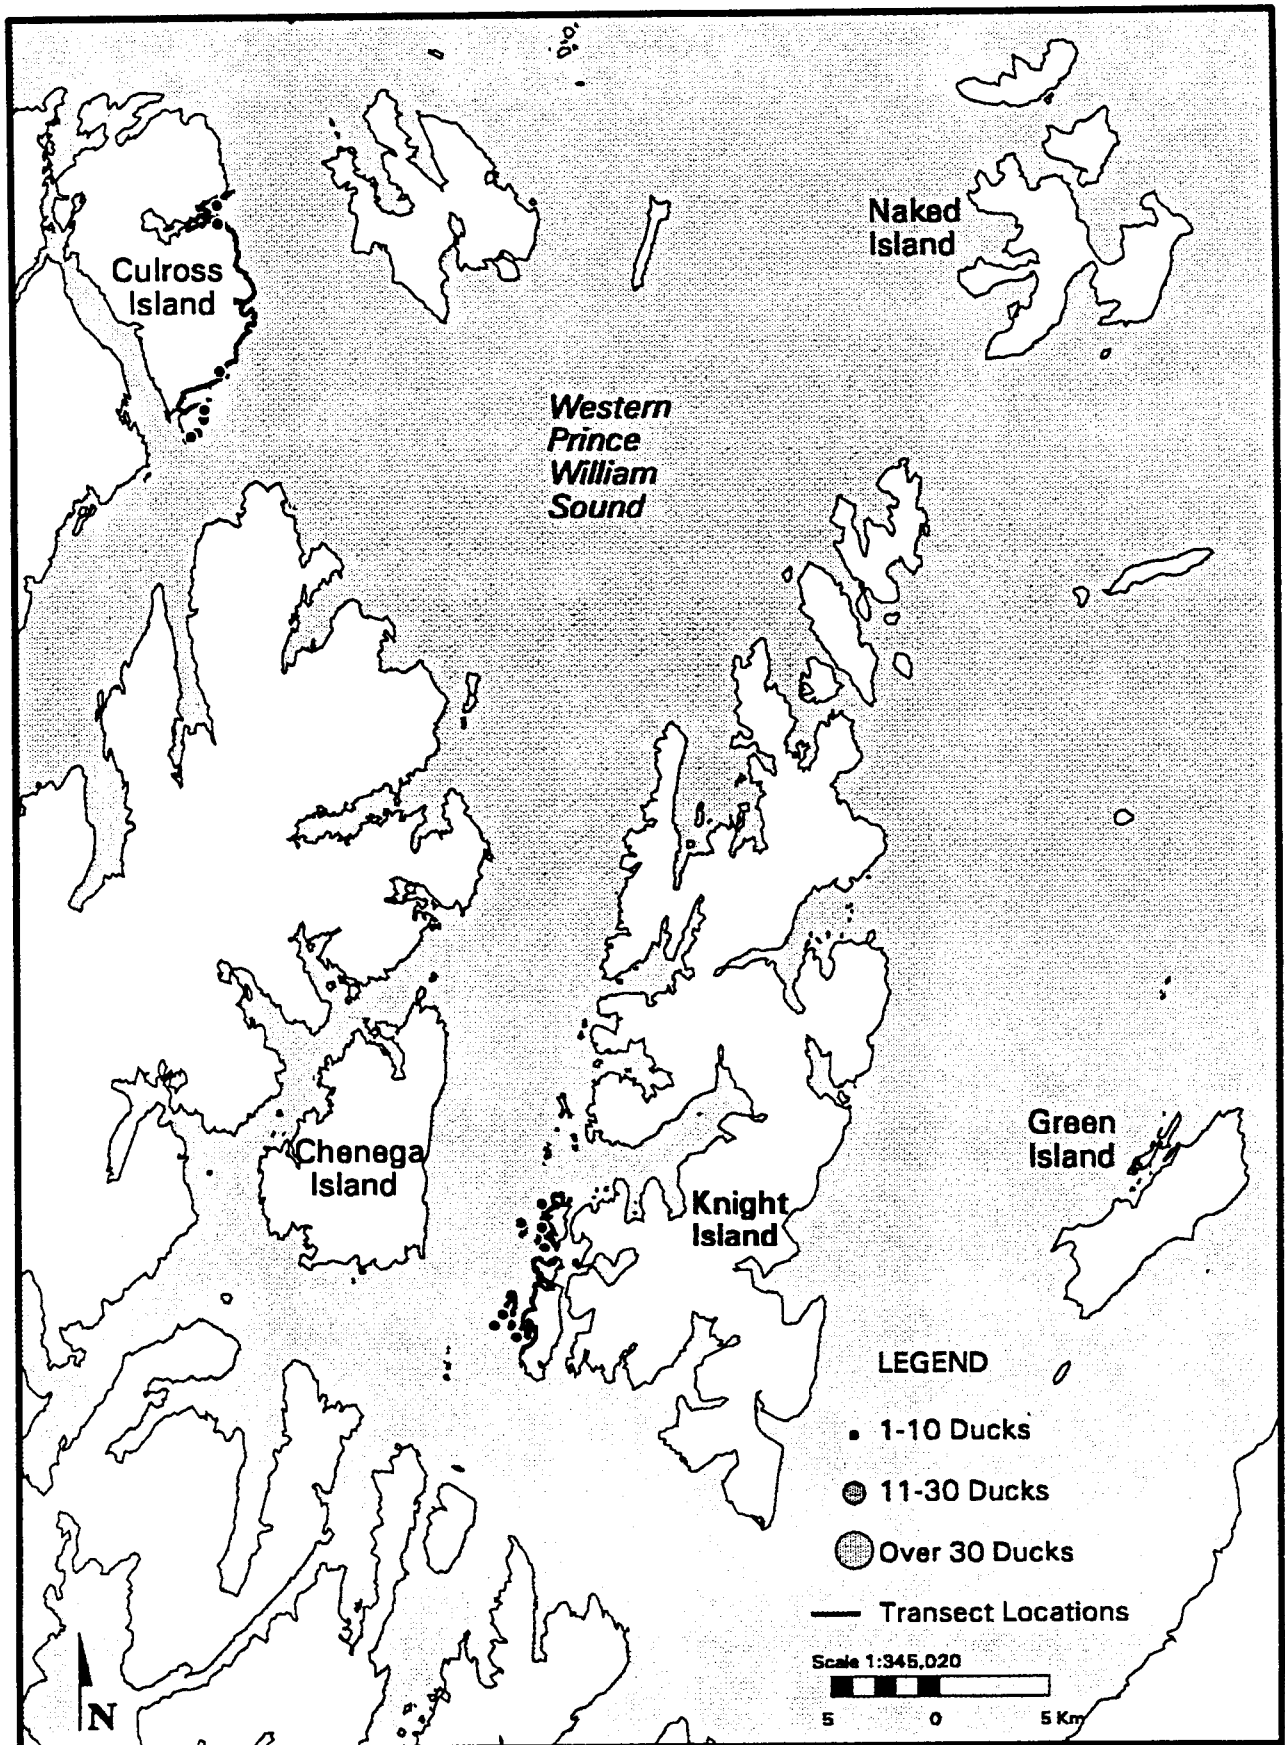 Naked
Island
Culross
Island
Western
Prince
William
Sound
Green
Island
Chenega
Island
Knight
Island
LEGEND
1-10 Ducks
11-30 Ducks
Over 30 Ducks
Transect Locations
Scale 1:345,020
5 0 5 Km
N